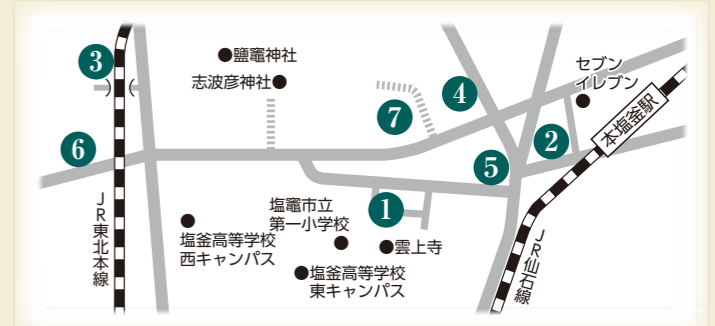 3
●鹽竈神社
志波彦神社●
7
4
セブン
イレブン
本塩釜駅
6
2
5
1
JR東北本線
塩釜高等学校
西キャンパス
塩竈市立
第一小学校
●雲上寺
●塩釜高等学校
東キャンパス
JR仙石線